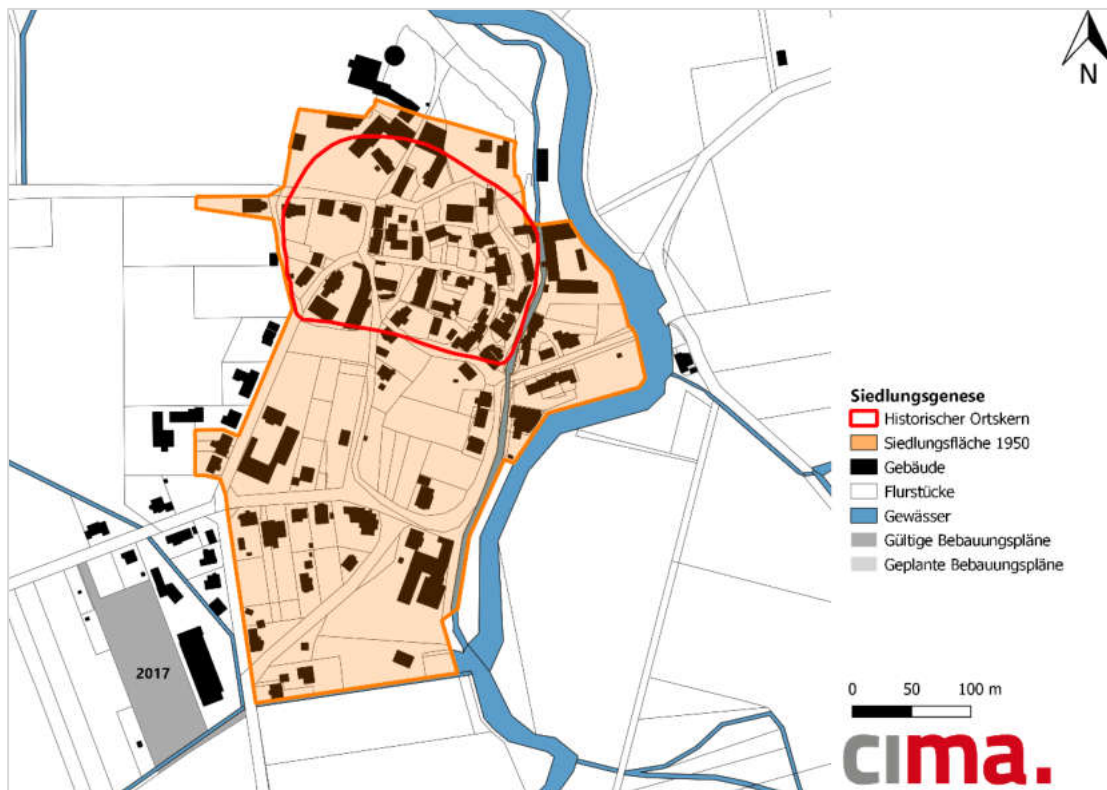 N
Siedlungsgenese
Historischer Ortskern
Siedlungsfläche 1950
Gebäude
Flurstücke
Gewässer
Gültige Bebauungspläne
Geplante Bebauungspläne
2017
0 50 100 m
cima.